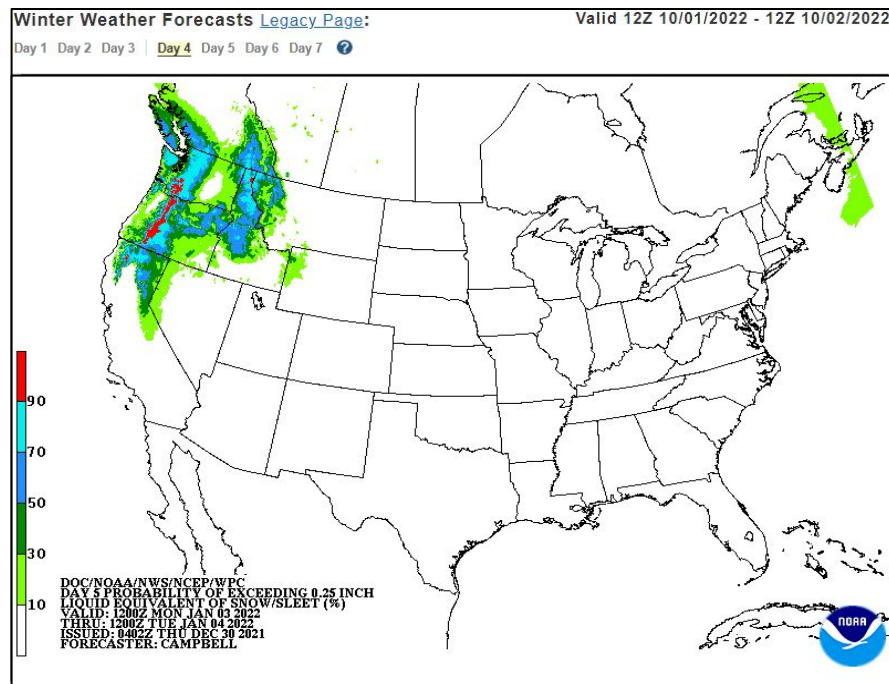 Winter Weather Forecasts Legacy Page:
Valid 12Z 10/01/2022 - 12Z 10/02/2022
Day 1 Day 2 Day 3 Day 4 Day 5 Day 6 Day 7 ?
90
70
50
30
10
DOC/NOAA/NWS/NCEP/WPC
DAY 5 PROBABILITY OF EXCEEDING 0.25 INCH
LIQUID EQUIVALENT OF SNOW/SLEET (%)
VALID: 1200Z MON JAN 03 2022
THRU: 1200Z TUE JAN 04 2022
ISSUED: 0402Z THU DEC 30 2021
FORECASTER: CAMPBELL
NOAA